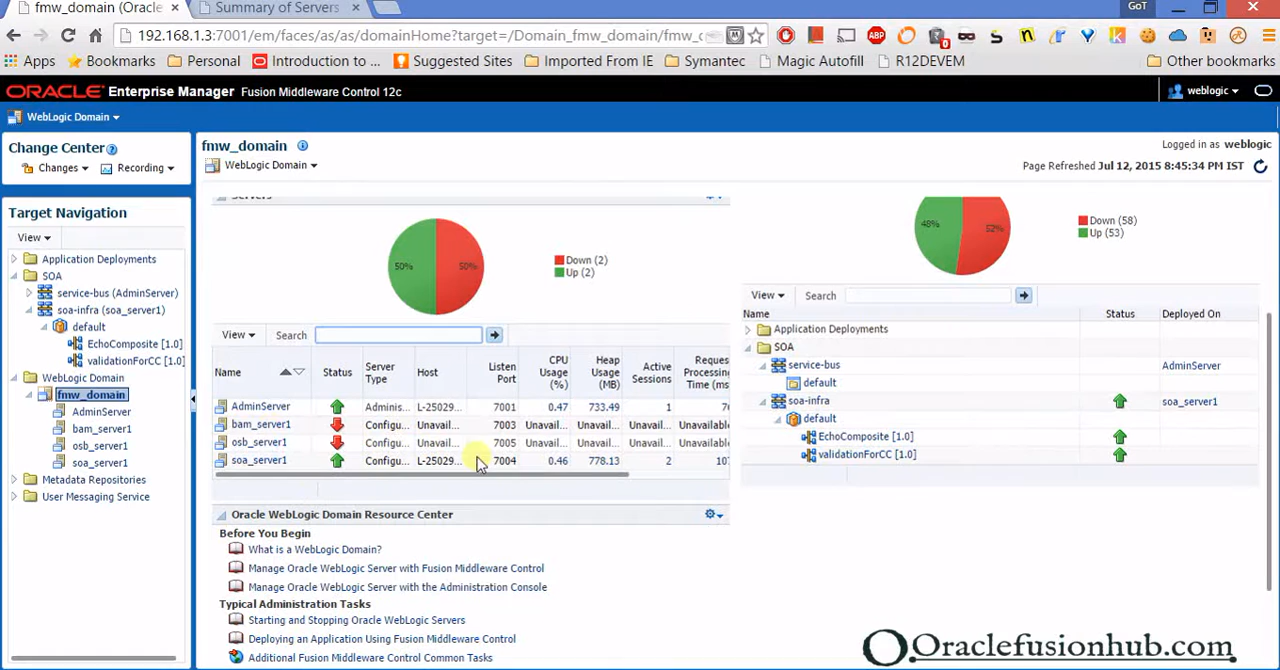 fmw_domain (Oracle
Summary of Servers
GoT
192.168.1.3:7001/em/faces/as/as/domainHome?target=/Domain_fmw_domain/fmw_c
Apps
Bookmarks
Personal
Introduction to ...
Suggested Sites
Imported From IE
Symantec
Magic Autofill
R12DEVEM
Other bookmarks
ORACLE Enterprise Manager Fusion Middleware Control 12c
weblogic
WebLogic Domain
Change Center
Changes
Recording
fmw_domain
WebLogic Domain
Logged in as weblogic
Page Refreshed Jul 12, 2015 8:45:34 PM IST
Target Navigation
View
Application Deployments
SOA
service-bus (AdminServer)
soa-infra (soa_server1)
default
EchoComposite [1.0]
validationForCC [1.0]
WebLogic Domain
fmw_domain
AdminServer
bam_server1
osb_server1
soa_server1
Metadata Repositories
User Messaging Service
Servers
50% 50%
Down (2)
Up (2)
View Search
Name Status Server Type Host Listen Port CPU Usage (%) Heap Usage (MB) Active Sessions Reques Processing Time (ms
AdminServer Adminis... L-25029... 7001 0.47 733.49 1
bam_server1 Configu... Unavail... 7003 Unavail... Unavail... Unavail... Unavailable
osb_server1 Configu... Unavail... 7005 Unavail... Unavail... Unavail... Unavailable
soa_server1 Configu... L-25029... 7004 0.46 778.13 2
Oracle WebLogic Domain Resource Center
Before You Begin
What is a WebLogic Domain?
Manage Oracle WebLogic Server with Fusion Middleware Control
Manage Oracle WebLogic Server with the Administration Console
Typical Administration Tasks
Starting and Stopping Oracle WebLogic Servers
Deploying an Application Using Fusion Middleware Control
Additional Fusion Middleware Control Common Tasks
48% 52%
Down (58)
Up (53)
View Search
Name Status Deployed On
Application Deployments
SOA
service-bus AdminServer
default
soa-infra soa_server1
default
EchoComposite [1.0]
validationForCC [1.0]
Oraclefusionhub.com